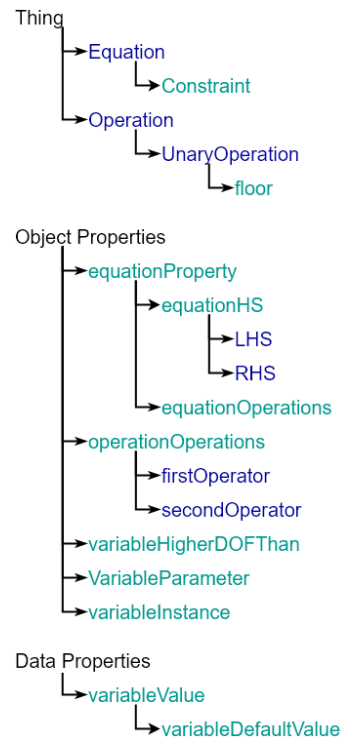 Thing
Equation
Constraint
Operation
UnaryOperation
floor
Object Properties
equationProperty
equationHS
LHS
RHS
equationOperations
operationOperations
firstOperator
secondOperator
variableHigherDOFThan
VariableParameter
variableInstance
Data Properties
variableValue
variableDefaultValue